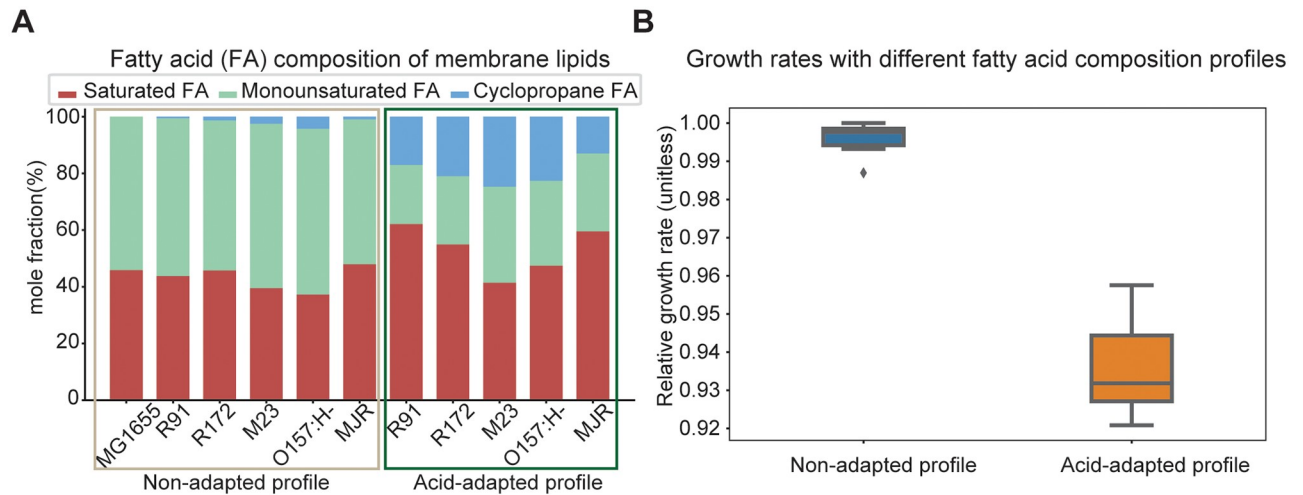 A
Fatty acid (FA) composition of membrane lipids
Saturated FA Monounsaturated FA Cyclopropane FA
mole fraction(%)
100
80
60
40
20
0
MG1655 R91 R172 M23 O157:H- MJR R91 R172 M23 O157:H- MJR
Non-adapted profile Acid-adapted profile
B
Growth rates with different fatty acid composition profiles
Relative growth rate (unitless)
1.00
0.99
0.98
0.97
0.96
0.95
0.94
0.93
0.92
Non-adapted profile Acid-adapted profile